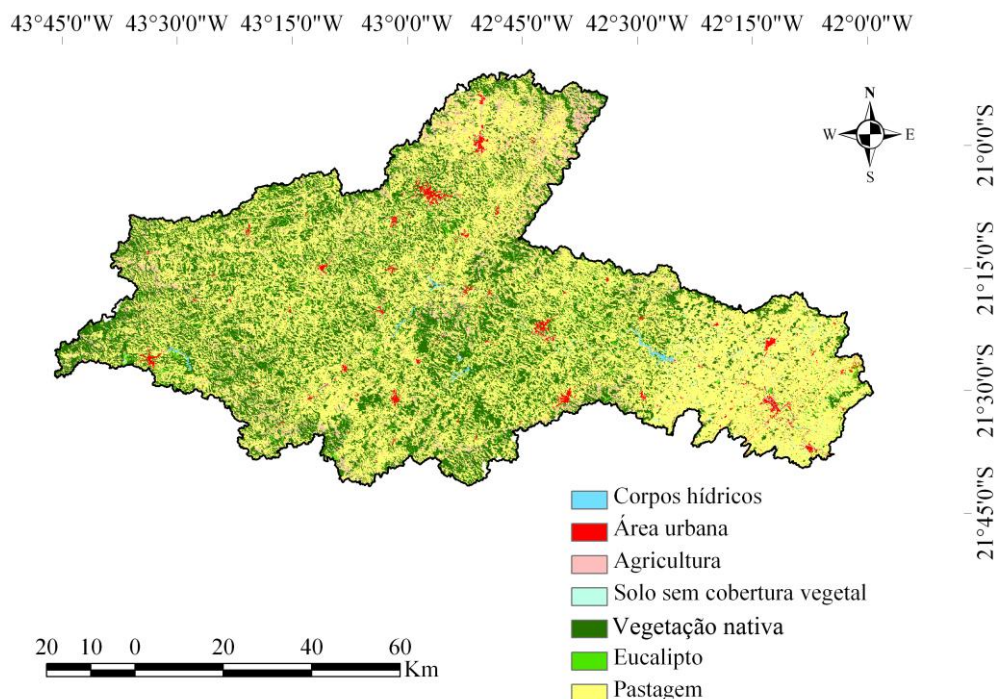 43°45'0"W 43°30'0"W 43°15'0"W 43°0'0"W 42°45'0"W 42°30'0"W 42°15'0"W 42°0'0"W
N
W E
S
21°0'0"S
21°15'0"S
21°30'0"S
21°45'0"S
Corpos hídricos
Área urbana
Agricultura
Solo sem cobertura vegetal
Vegetação nativa
Eucalipto
Pastagem
20 10 0 20 40 60
Km